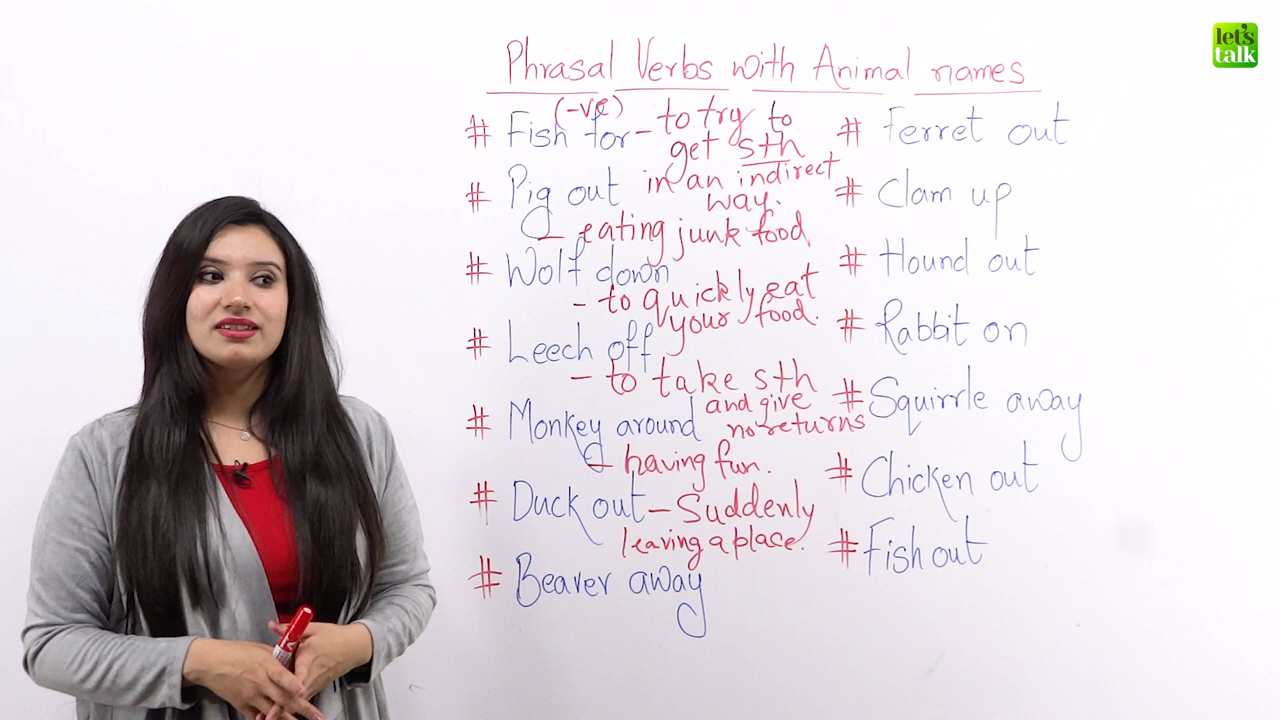 let's
talk
Phrasal Verbs with Animal names
# Fish for (-ve) - to try to
get sth
in an indirect
way.
# Pig out
- eating junk food
# Wolf down
- to quickly eat
your food.
# Leech off
- to take sth
and give
no returns
# Monkey around
- having fun.
# Duck out - Suddenly
leaving a place.
# Beaver away
# Ferret out
# Clam up
# Hound out
# Rabbit on
# Squirrle away
# Chicken out
# Fish out